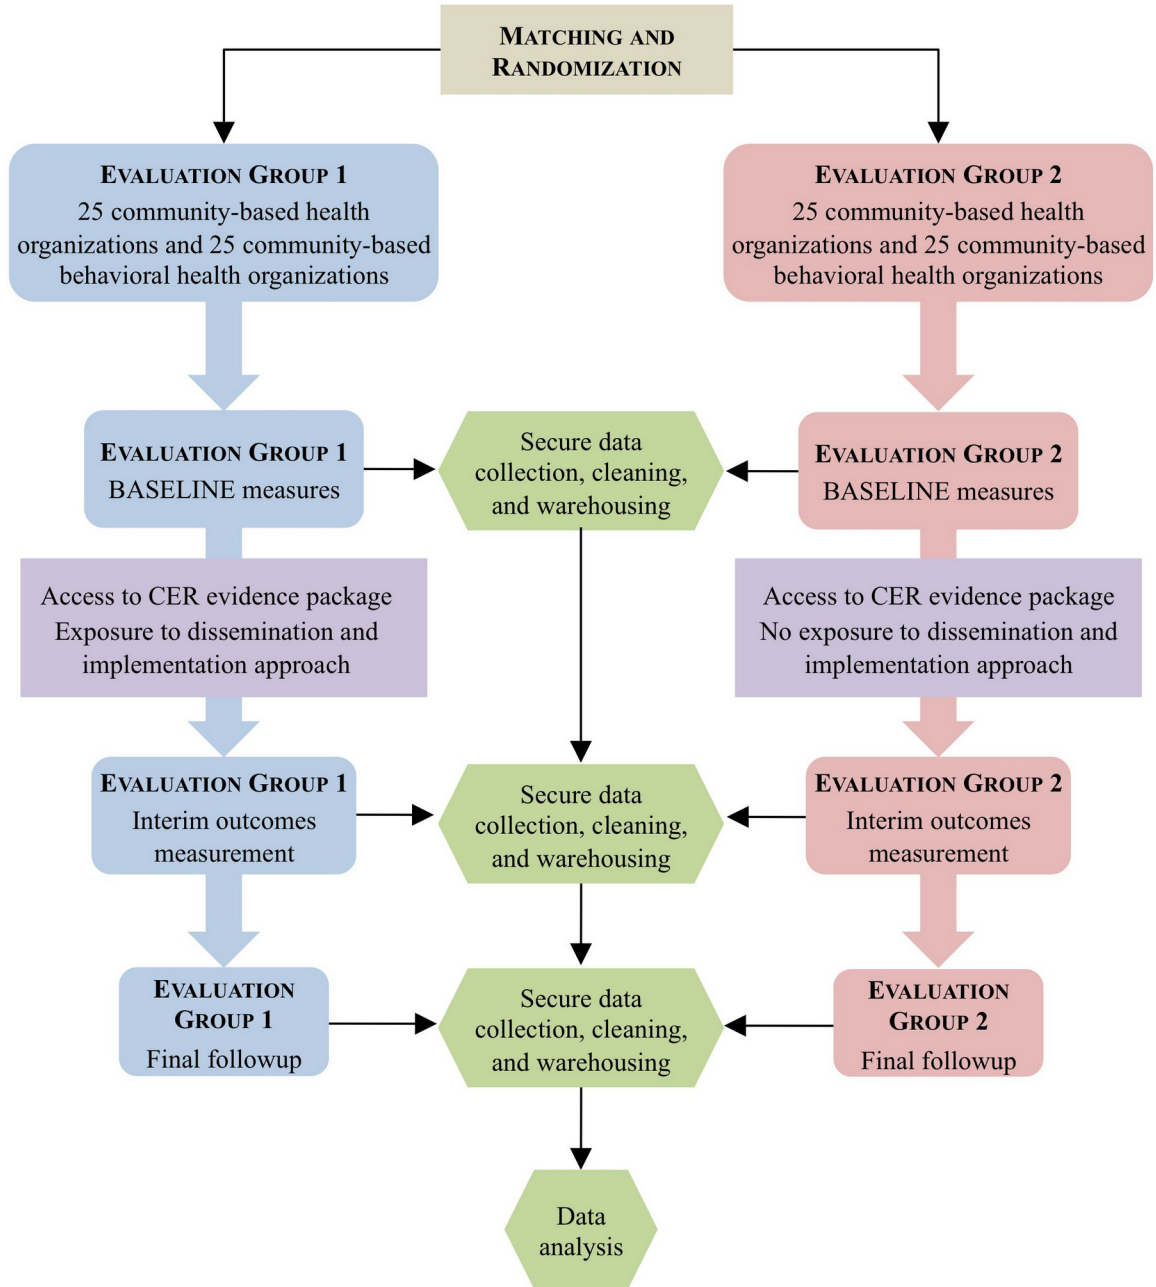 MATCHING AND
RANDOMIZATION
EVALUATION GROUP 1
25 community-based health
organizations and 25 community-based
behavioral health organizations
EVALUATION GROUP 2
25 community-based health
organizations and 25 community-based
behavioral health organizations
EVALUATION GROUP 1
BASELINE measures
Secure data
collection, cleaning,
and warehousing
EVALUATION GROUP 2
BASELINE measures
Access to CER evidence package
Exposure to dissemination and
implementation approach
Access to CER evidence package
No exposure to dissemination and
implementation approach
EVALUATION GROUP 1
Interim outcomes
measurement
Secure data
collection, cleaning,
and warehousing
EVALUATION GROUP 2
Interim outcomes
measurement
EVALUATION
GROUP 1
Final followup
Secure data
collection, cleaning,
and warehousing
EVALUATION
GROUP 2
Final followup
Data
analysis